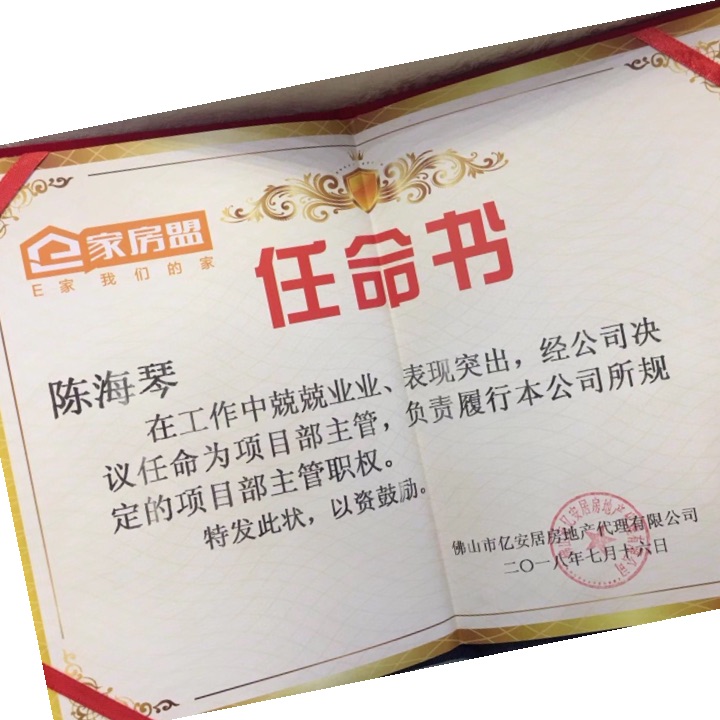 家房盟
E家 我们的家
任命书
陈海琴
在工作中兢兢业业、表现突出，经公司决
议任命为项目部主管，负责履行本公司所规
定的项目部主管职权。
特发此状，以资鼓励。
佛山市亿安居房地产代理有限公司
二〇一八年七月十六日